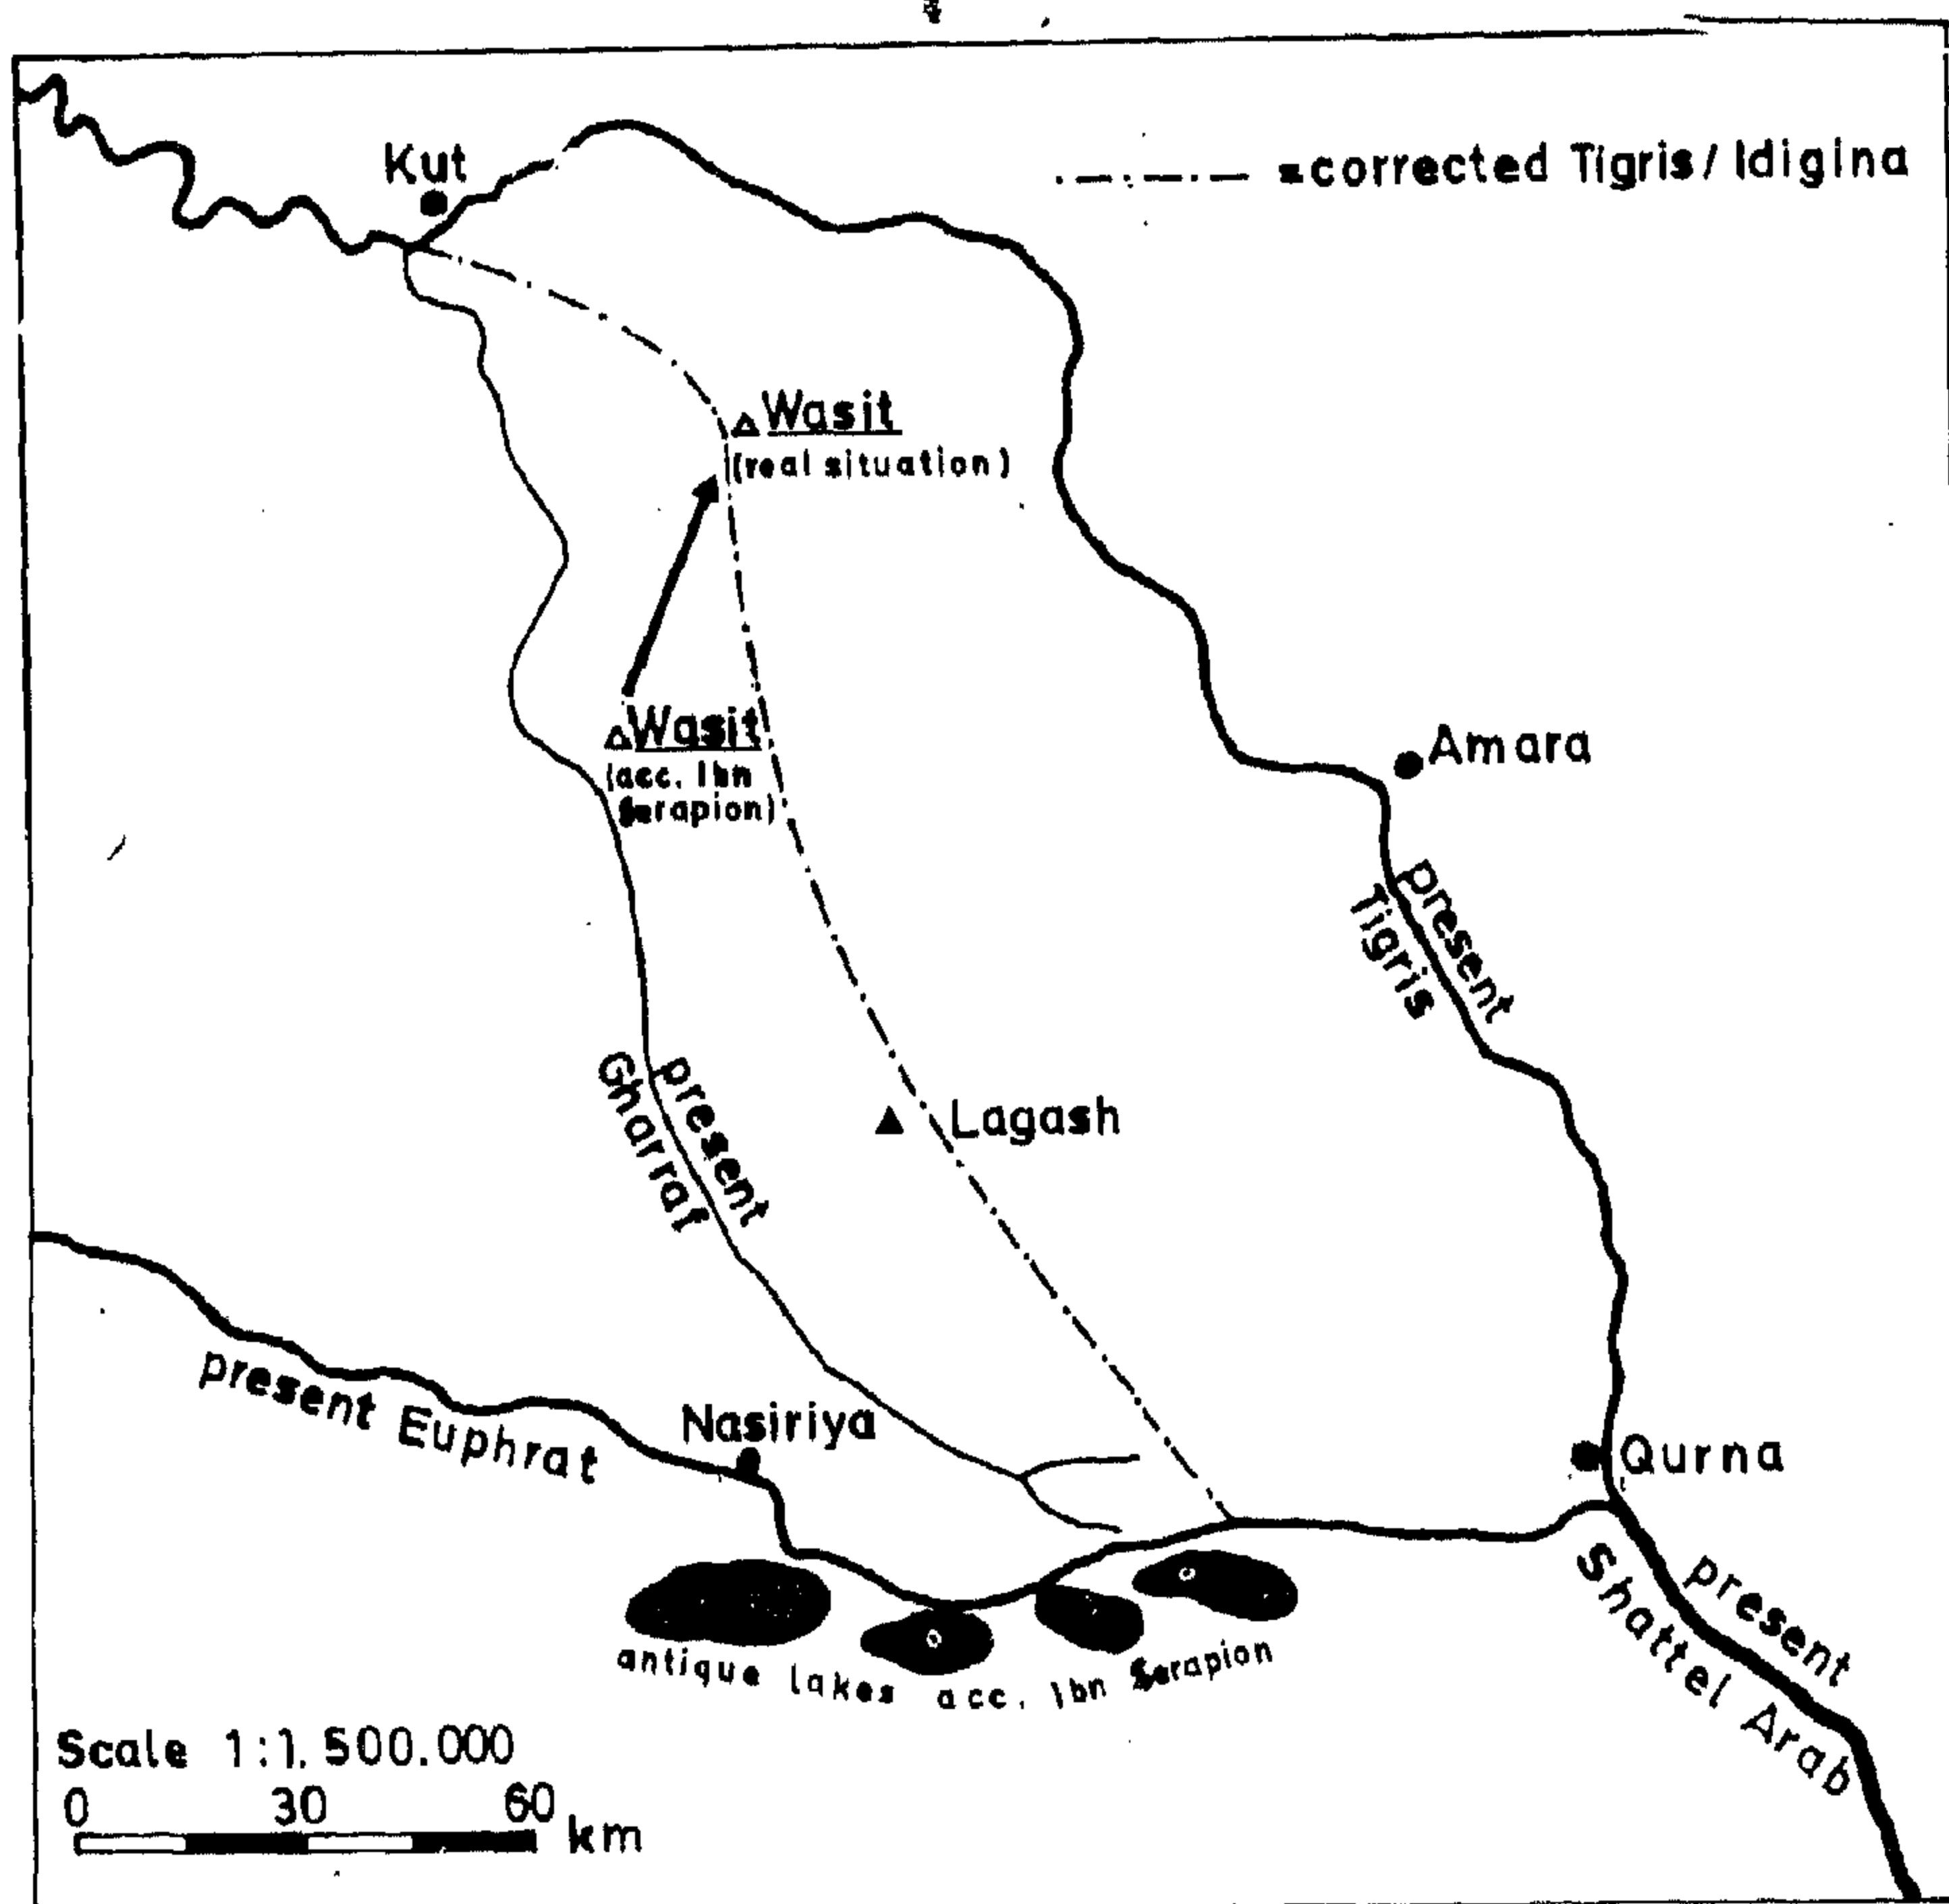 Kut
=corrected Tigris/ Idigina
Wasit
(real situation)
Wasit
(acc. Ibn
Serapion)
Amara
present
Tigris
Lagash
present
Gharraf
present Euphrat
Nasiriya
Qurna
present
Shattel Arab
antique lakes acc. Ibn Serapion
Scale 1:1.500.000
0 30 60 km